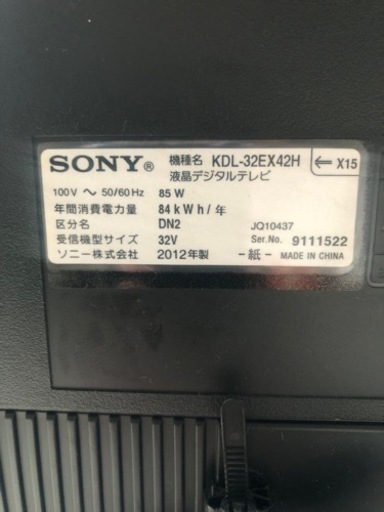 SONY® 機種名 KDL-32EX42H ← X15
液晶デジタルテレビ
100V ～ 50/60Hz 85 W
年間消費電力量 84 kWh/年
区分名 DN2 JQ10437
受信機型サイズ 32V Ser.No. 9111522
ソニー株式会社 2012年製 -紙- MADE IN CHINA